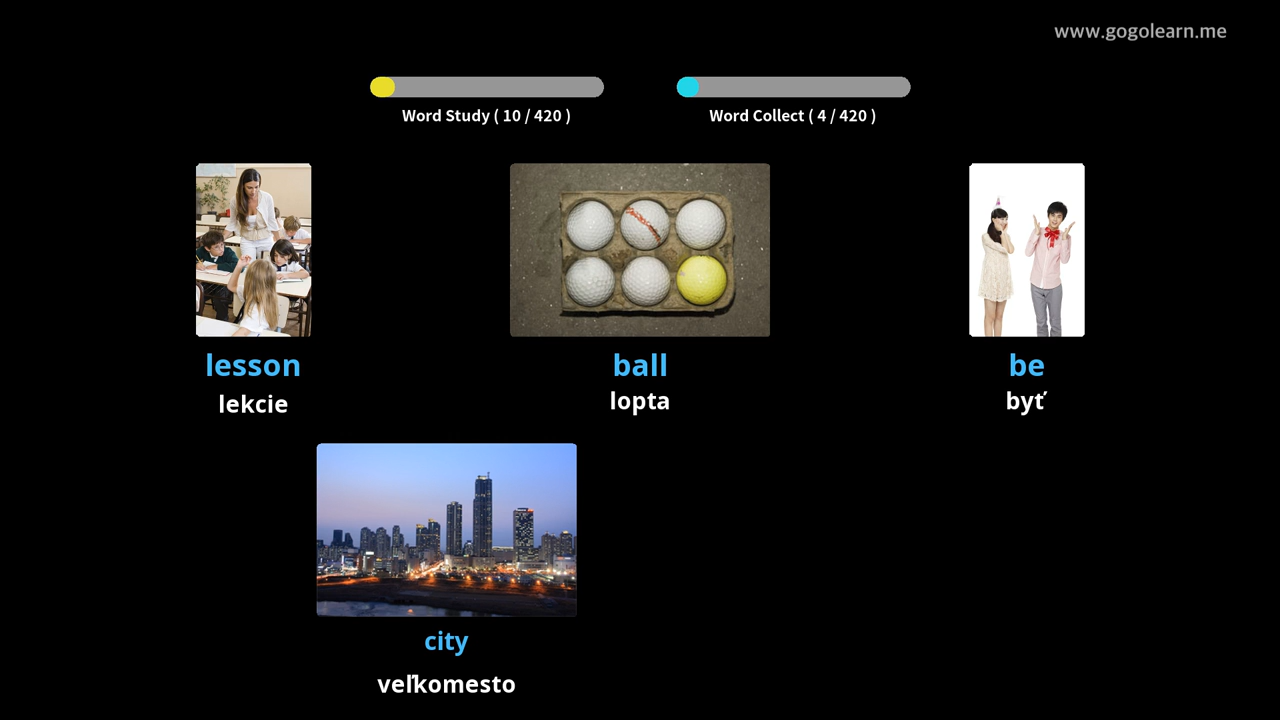 www.gogolearn.me
Word Study ( 10 / 420 )
Word Collect ( 4 / 420 )
lesson
lekcie
ball
lopta
be
byť
city
veľkomesto